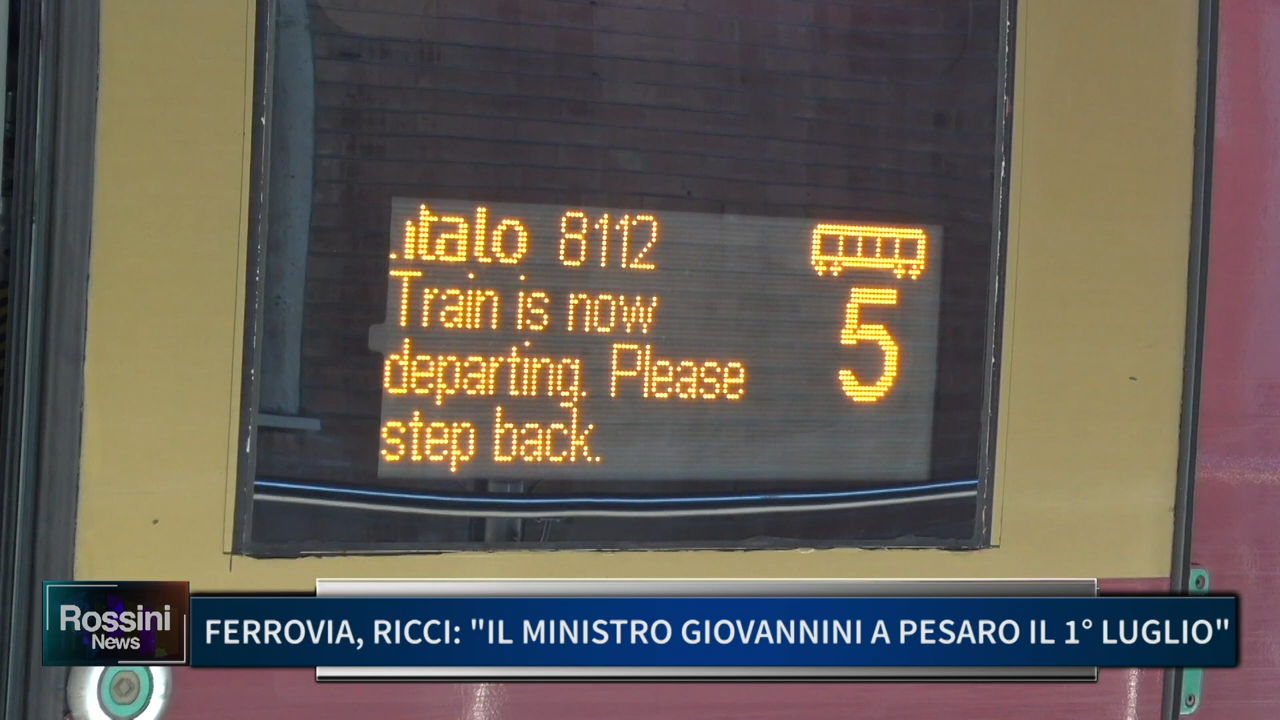 .italo 8112
Train is now
departing. Please
step back.
5
Rossini
News
FERROVIA, RICCI: "IL MINISTRO GIOVANNINI A PESARO IL 1° LUGLIO"